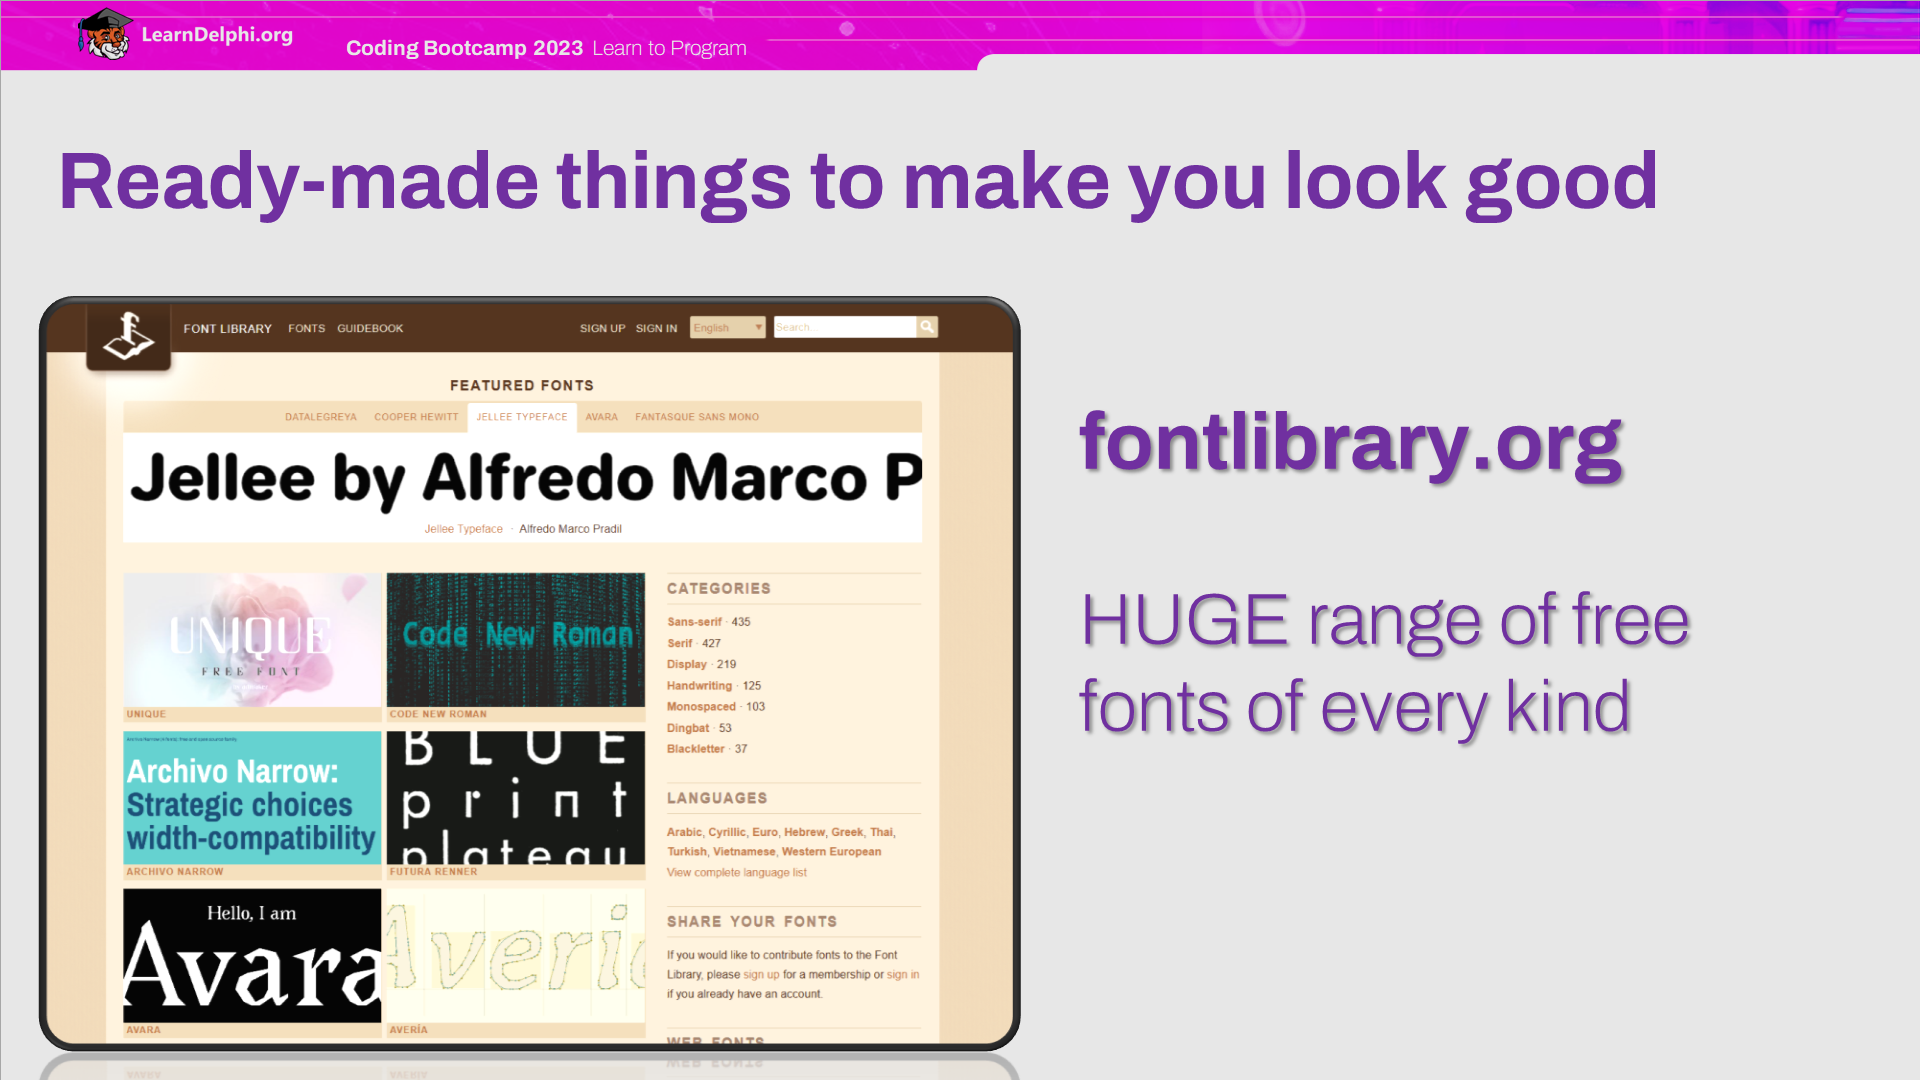 LearnDelphi.org
Coding Bootcamp 2023 Learn to Program
Ready-made things to make you look good
FONT LIBRARY FONTS GUIDEBOOK SIGN UP SIGN IN English Search...
FEATURED FONTS
DATALEGREYA COOPER HEWITT JELLEE TYPEFACE AVARA FANTASQUE SANS MONO
Jellee by Alfredo Marco P
Jellee Typeface · Alfredo Marco Pradil
UNIQUE
FREE FONT
UNIQUE
Code New Roman
CODE NEW ROMAN
Archivo Narrow:
Strategic choices
width-compatibility
ARCHIVO NARROW
BLUE
print
plateau
FUTURA RENNER
Hello, I am
Avara
AVARA
Averia
AVERÍA
CATEGORIES
Sans-serif · 435
Serif · 427
Display · 219
Handwriting · 125
Monospaced · 103
Dingbat · 53
Blackletter · 37
LANGUAGES
Arabic, Cyrillic, Euro, Hebrew, Greek, Thai,
Turkish, Vietnamese, Western European
View complete language list
SHARE YOUR FONTS
If you would like to contribute fonts to the Font
Library, please sign up for a membership or sign in
if you already have an account.
WEB FONTS
fontlibrary.org
HUGE range of free
fonts of every kind